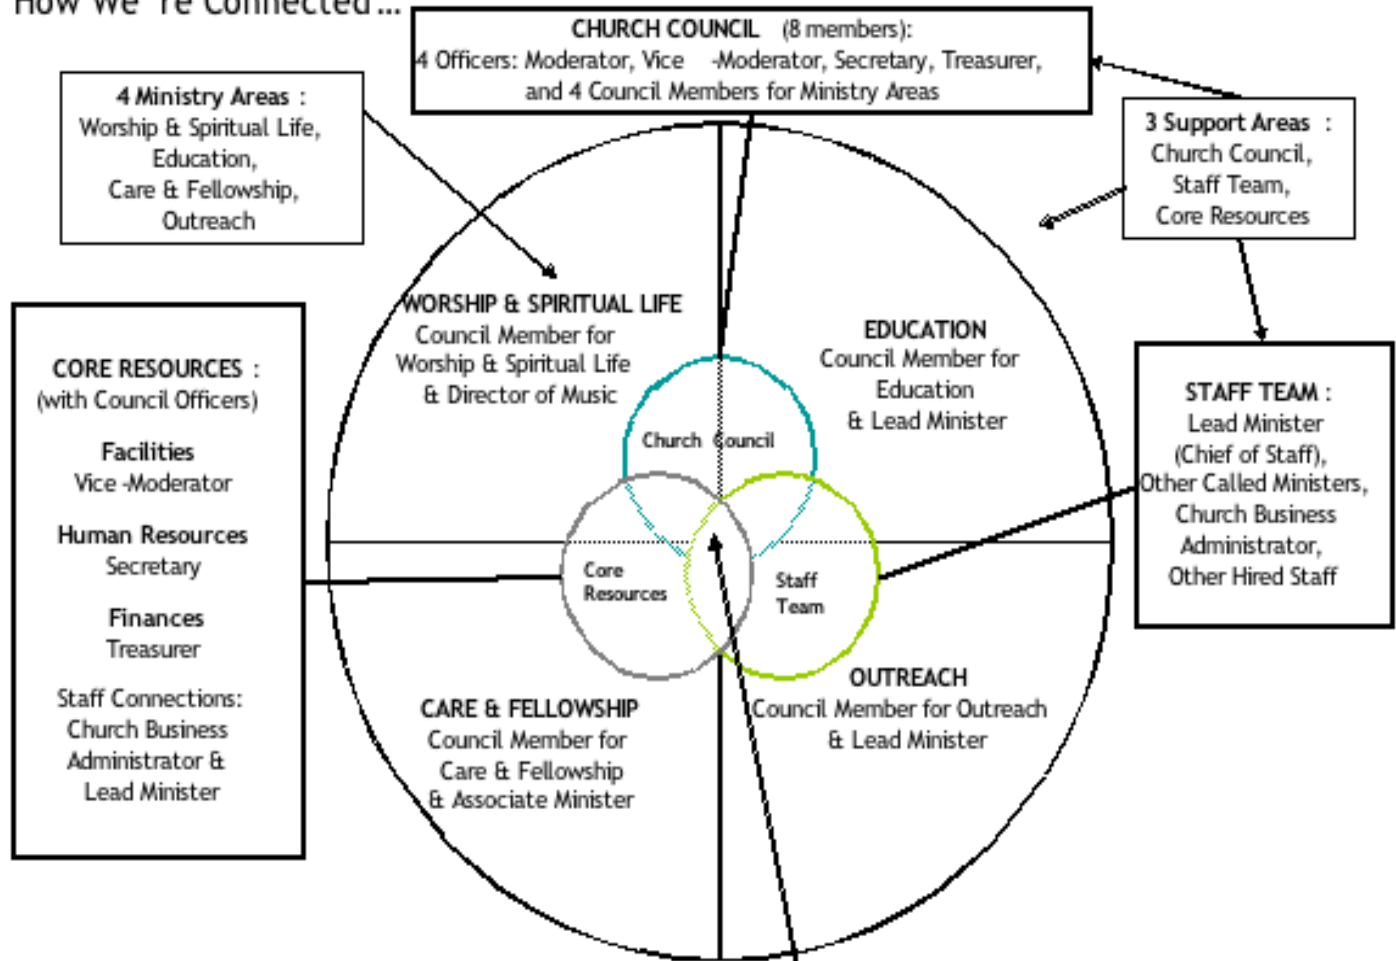 How We're Connected...
CHURCH COUNCIL (8 members):
4 Officers: Moderator, Vice -Moderator, Secretary, Treasurer,
and 4 Council Members for Ministry Areas
4 Ministry Areas :
Worship & Spiritual Life,
Education,
Care & Fellowship,
Outreach
3 Support Areas :
Church Council,
Staff Team,
Core Resources
WORSHIP & SPIRITUAL LIFE
Council Member for
Worship & Spiritual Life
& Director of Music
EDUCATION
Council Member for
Education
& Lead Minister
CORE RESOURCES :
(with Council Officers)
Facilities
Vice -Moderator
Human Resources
Secretary
Finances
Treasurer
Staff Connections:
Church Business
Administrator &
Lead Minister
Church Council
Core
Resources
Staff
Team
STAFF TEAM :
Lead Minister
(Chief of Staff),
Other Called Ministers,
Church Business
Administrator,
Other Hired Staff
CARE & FELLOWSHIP
Council Member for
Care & Fellowship
& Associate Minister
OUTREACH
Council Member for Outreach
& Lead Minister